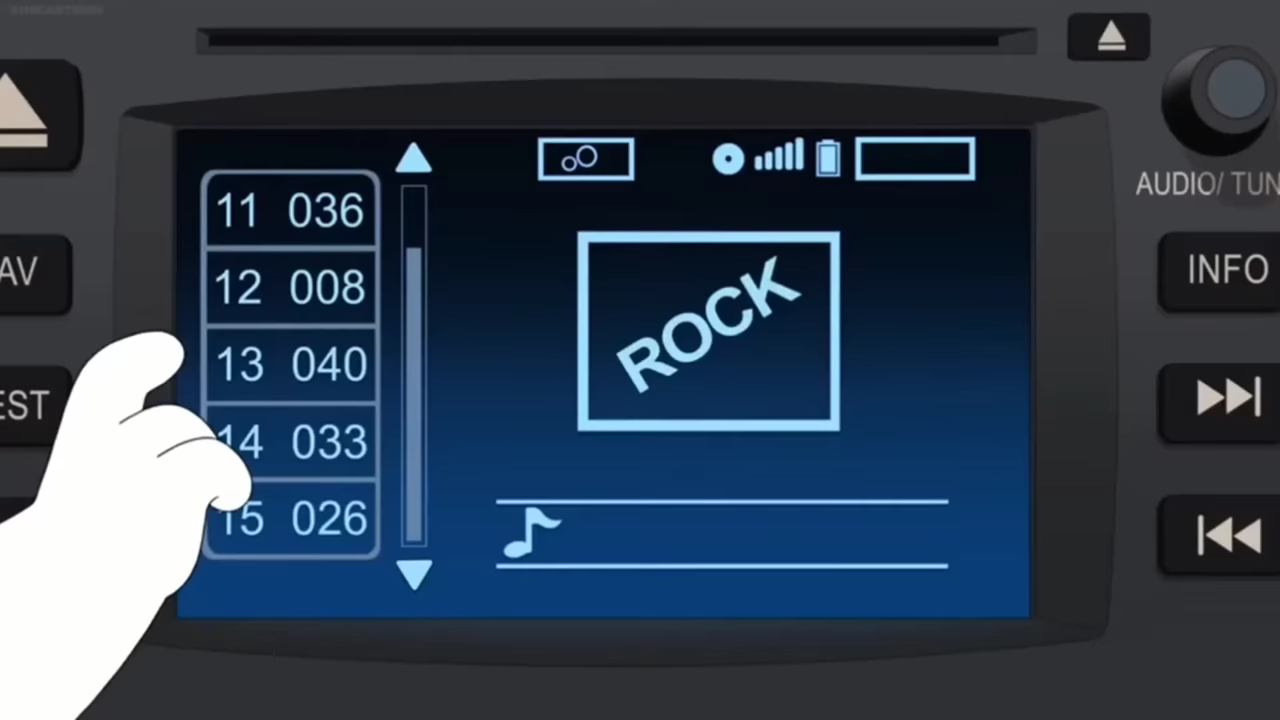 11 036
12 008
13 040
14 033
15 026
ROCK
AUDIO/ TUN
INFO
AV
EST